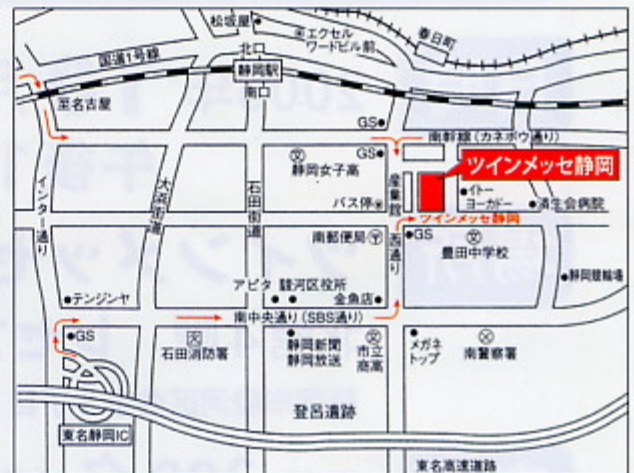 松坂屋
エクセル
ワードビル前
春日町
国道1号線
北口
静岡駅
南口
至名古屋
GS
南幹線(カネボウ通り)
静岡女子高
GS
ツインメッセ静岡
イトー
ヨーカドー
済生会病院
バス停
産業館
西通り
ツインメッセ静岡
インター通り
大浜街道
石田街道
南郵便局
GS
豊田中学校
静岡競輪場
アピタ
駿河区役所
テンジンヤ
金魚店
南中央通り(SBS通り)
GS
石田消防署
静岡新聞
静岡放送
市立
商高
メガネ
トップ
南警察署
登呂遺跡
東名静岡IC
東名高速道路